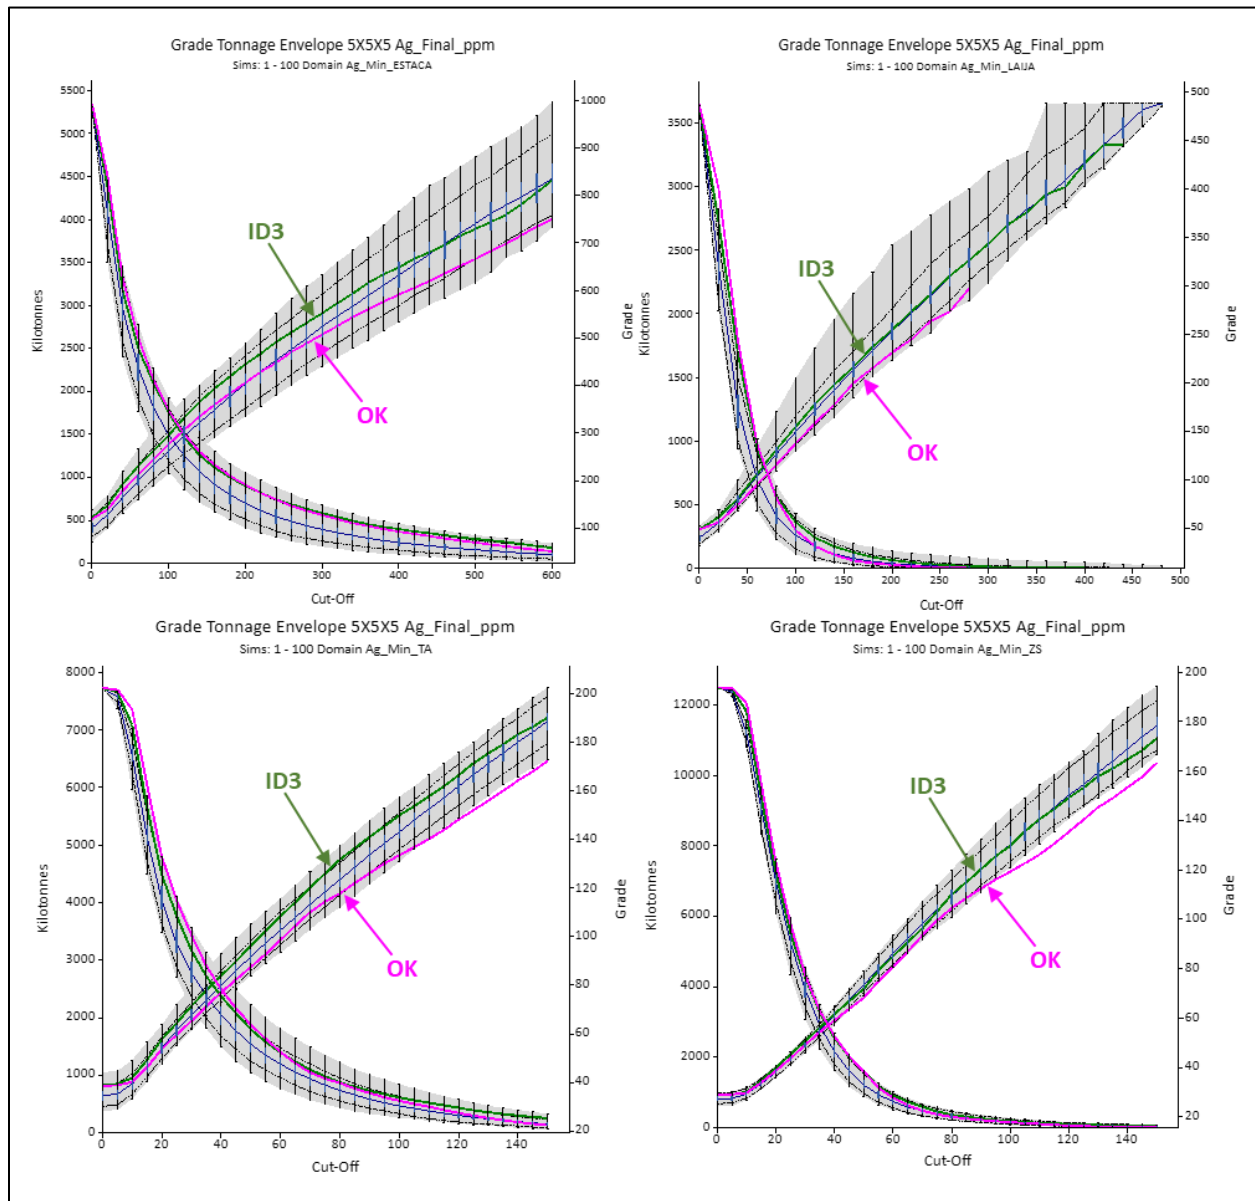 Grade Tonnage Envelope 5X5X5 Ag_Final_ppm
Sims: 1 - 100 Domain Ag_Min_ESTACA
5500
5000
4500
4000
3500
3000
2500
2000
1500
1000
500
0
Kilotonnes
1000
900
800
700
600
500
400
300
200
100
Grade
0 100 200 300 400 500 600
Cut-Off
ID3
OK
Grade Tonnage Envelope 5X5X5 Ag_Final_ppm
Sims: 1 - 100 Domain Ag_Min_LAIJA
3500
3000
2500
2000
1500
1000
500
0
Kilotonnes
500
450
400
350
300
250
200
150
100
50
Grade
0 50 100 150 200 250 300 350 400 450 500
Cut-Off
ID3
OK
Grade Tonnage Envelope 5X5X5 Ag_Final_ppm
Sims: 1 - 100 Domain Ag_Min_TA
8000
7000
6000
5000
4000
3000
2000
1000
0
Kilotonnes
200
180
160
140
120
100
80
60
40
20
Grade
0 20 40 60 80 100 120 140
Cut-Off
ID3
OK
Grade Tonnage Envelope 5X5X5 Ag_Final_ppm
Sims: 1 - 100 Domain Ag_Min_ZS
12000
10000
8000
6000
4000
2000
0
Kilotonnes
200
180
160
140
120
100
80
60
40
20
Grade
0 20 40 60 80 100 120 140
Cut-Off
ID3
OK